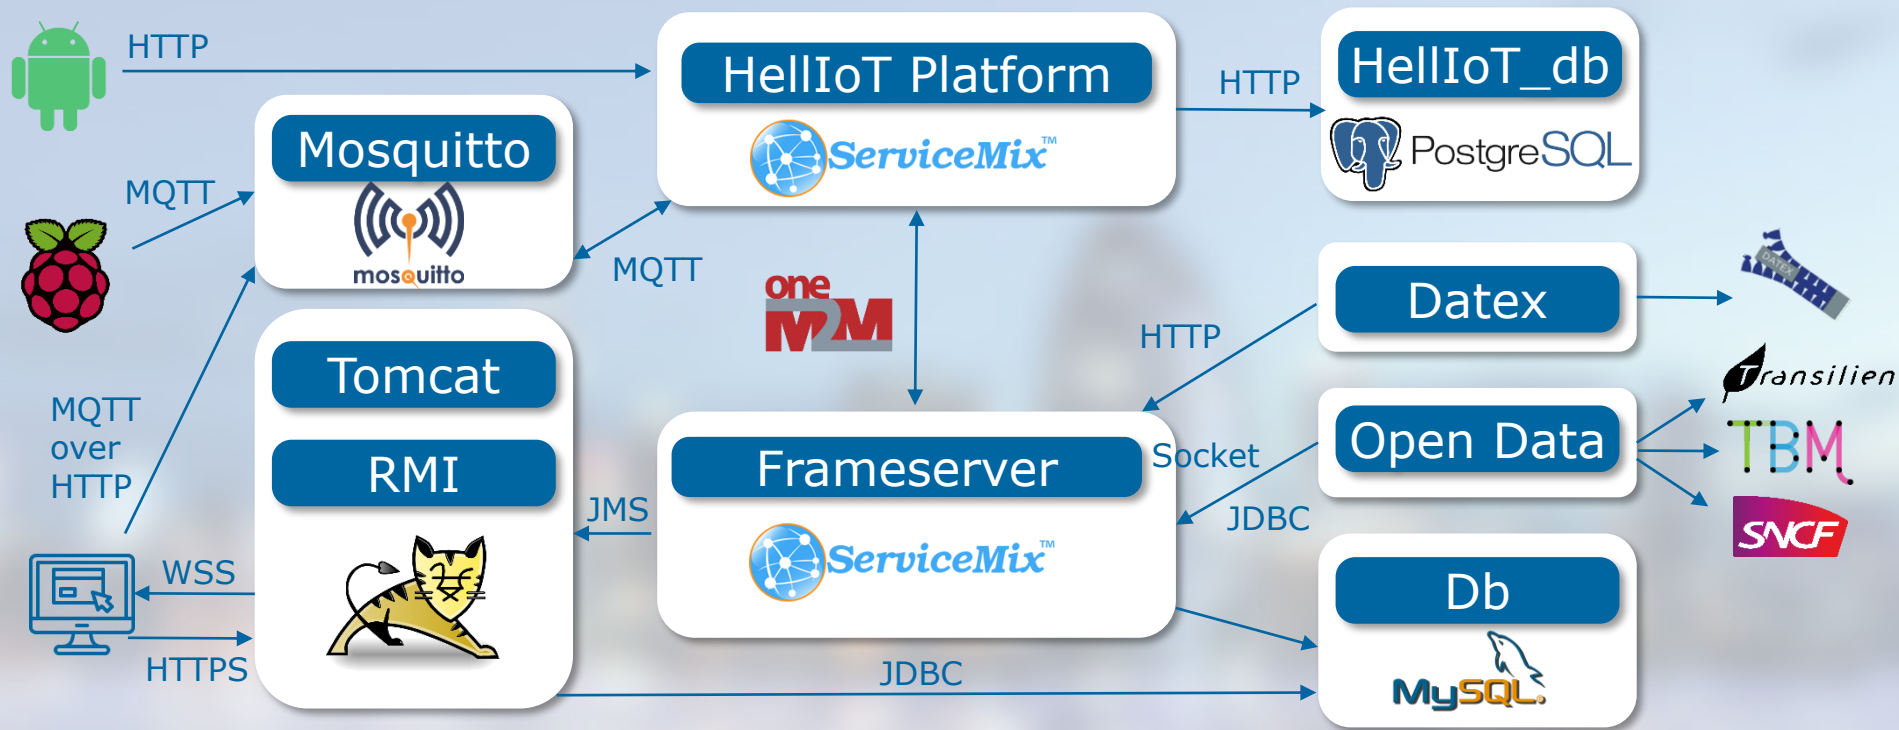 HTTP
HellIoT Platform
ServiceMix™
HTTP
HellIoT_db
PostgreSQL
Mosquitto
mosquitto
MQTT
MQTT
one
M2M
Datex
DATEX
HTTP
Transilien
Tomcat
MQTT
over
HTTP
RMI
Frameserver
Socket
Open Data
TBM
JMS
JDBC
SNCF
ServiceMix™
WSS
Db
HTTPS
JDBC
MySQL®